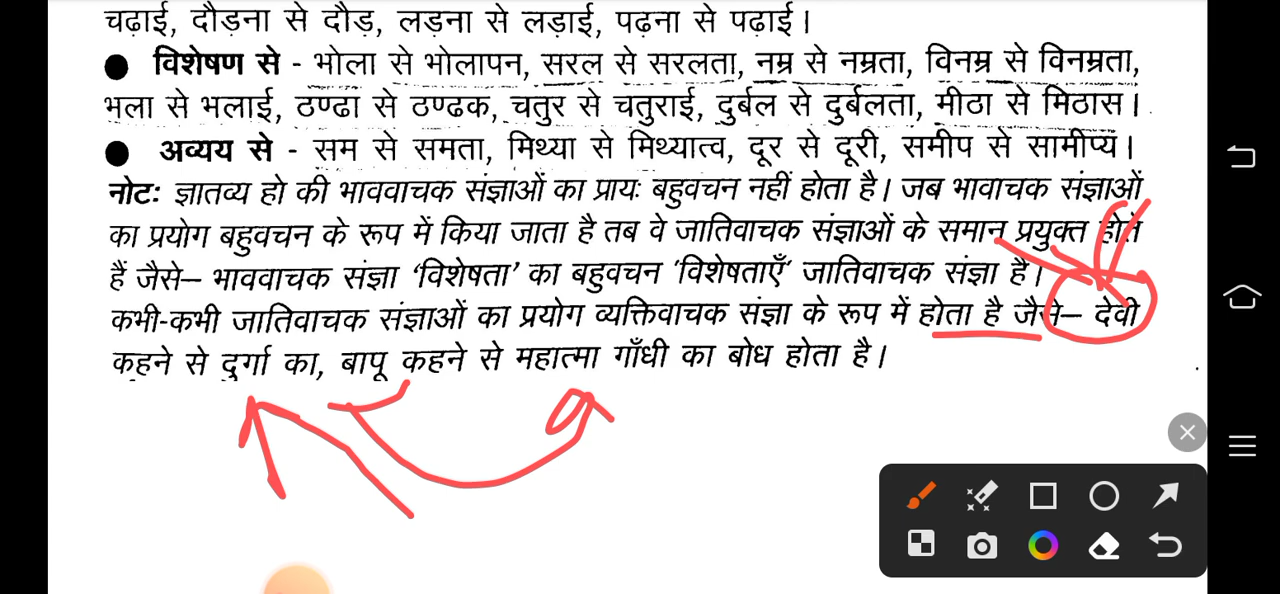 चढ़ाई, दौड़ना से दौड़, लड़ना से लड़ाई, पढ़ना से पढ़ाई।
● विशेषण से - भोला से भोलापन, सरल से सरलता, नम्र से नम्रता, विनम्र से विनम्रता,
भला से भलाई, ठण्ढा से ठण्ढक, चतुर से चतुराई, दुर्बल से दुर्बलता, मीठा से मिठास।
● अव्यय से - सम से समता, मिथ्या से मिथ्यात्व, दूर से दूरी, समीप से सामीप्य।
नोटः ज्ञातव्य हो की भाववाचक संज्ञाओं का प्रायः बहुवचन नहीं होता है। जब भावाचक संज्ञाओं
का प्रयोग बहुवचन के रूप में किया जाता है तब वे जातिवाचक संज्ञाओं के समान प्रयुक्त होते
हैं जैसे– भाववाचक संज्ञा ‘विशेषता’ का बहुवचन ‘विशेषताएँ‘ जातिवाचक संज्ञा है।
कभी-कभी जातिवाचक संज्ञाओं का प्रयोग व्यक्तिवाचक संज्ञा के रूप में होता है जैसे– देवी
कहने से दुर्गा का, बापू कहने से महात्मा गाँधी का बोध होता है।